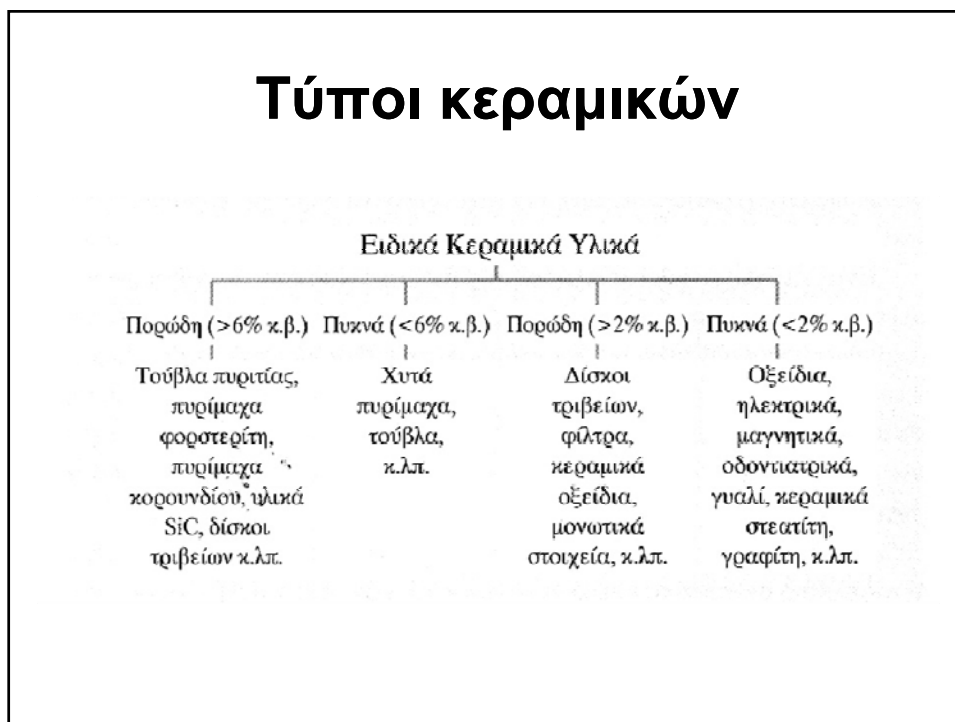 Τύποι κεραμικών
Ειδικά Κεραμικά Υλικά
Πορώδη (>6% κ.β.) Πυκνά (<6% κ.β.) Πορώδη (>2% κ.β.) Πυκνά (<2% κ.β.)
Τούβλα πυριτίας,
πυρίμαχα
φορστερίτη,
πυρίμαχα
κορουνδίου, υλικά
SiC, δίσκοι
τριβείων κ.λπ.
Χυτά
πυρίμαχα,
τούβλα,
κ.λπ.
Δίσκοι
τριβείων,
φίλτρα,
κεραμικά
οξείδια,
μονωτικά
στοιχεία, κ.λπ.
Οξείδια,
ηλεκτρικά,
μαγνητικά,
οδοντιατρικά,
γυαλί, κεραμικά
στεατίτη,
γραφίτη, κ.λπ.